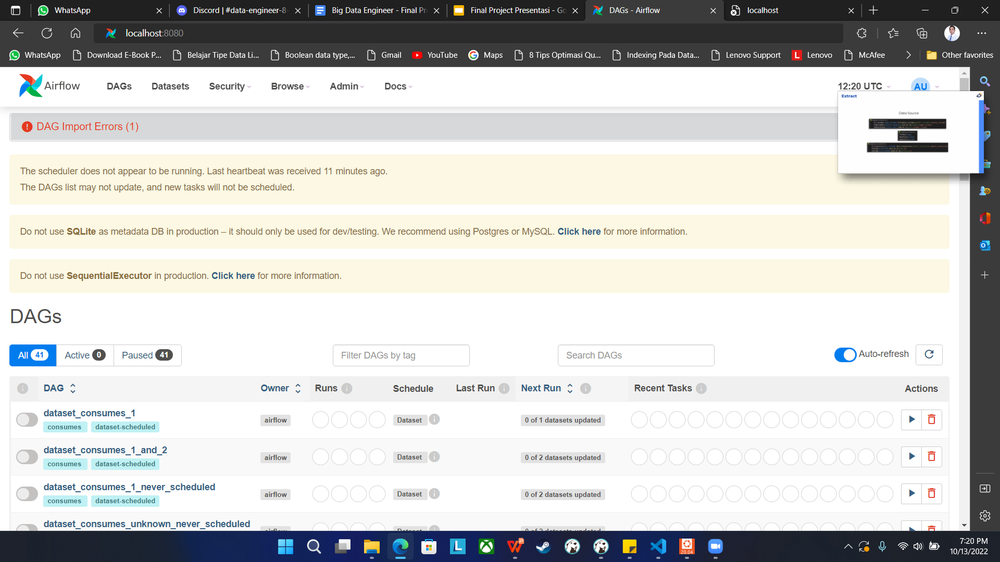 WhatsApp
Discord | #data-engineer-8-
Big Data Engineer - Final Pr
Final Project Presentasi - Go
DAGs - Airflow
localhost
localhost:8080
WhatsApp
Download E-Book P...
Belajar Tipe Data Li...
Boolean data type,...
Gmail
YouTube
Maps
8 Tips Optimasi Qu...
Indexing Pada Data...
Lenovo Support
Lenovo
McAfee
Other favorites
Airflow
DAGs
Datasets
Security
Browse
Admin
Docs
12:20 UTC
AU
Extract
Data Source
DAG Import Errors (1)
The scheduler does not appear to be running. Last heartbeat was received 11 minutes ago.
The DAGs list may not update, and new tasks will not be scheduled.
Do not use SQLite as metadata DB in production – it should only be used for dev/testing. We recommend using Postgres or MySQL. Click here for more information.
Do not use SequentialExecutor in production. Click here for more information.
DAGs
All 41
Active 0
Paused 41
Filter DAGs by tag
Search DAGs
Auto-refresh
DAG
Owner
Runs
Schedule
Last Run
Next Run
Recent Tasks
Actions
dataset_consumes_1
consumes
dataset-scheduled
airflow
Dataset
0 of 1 datasets updated
dataset_consumes_1_and_2
consumes
dataset-scheduled
airflow
Dataset
0 of 2 datasets updated
dataset_consumes_1_never_scheduled
consumes
dataset-scheduled
airflow
Dataset
0 of 2 datasets updated
dataset_consumes_unknown_never_scheduled
airflow
Dataset
0 of 2 datasets updated
20.04
7:20 PM
10/13/2022